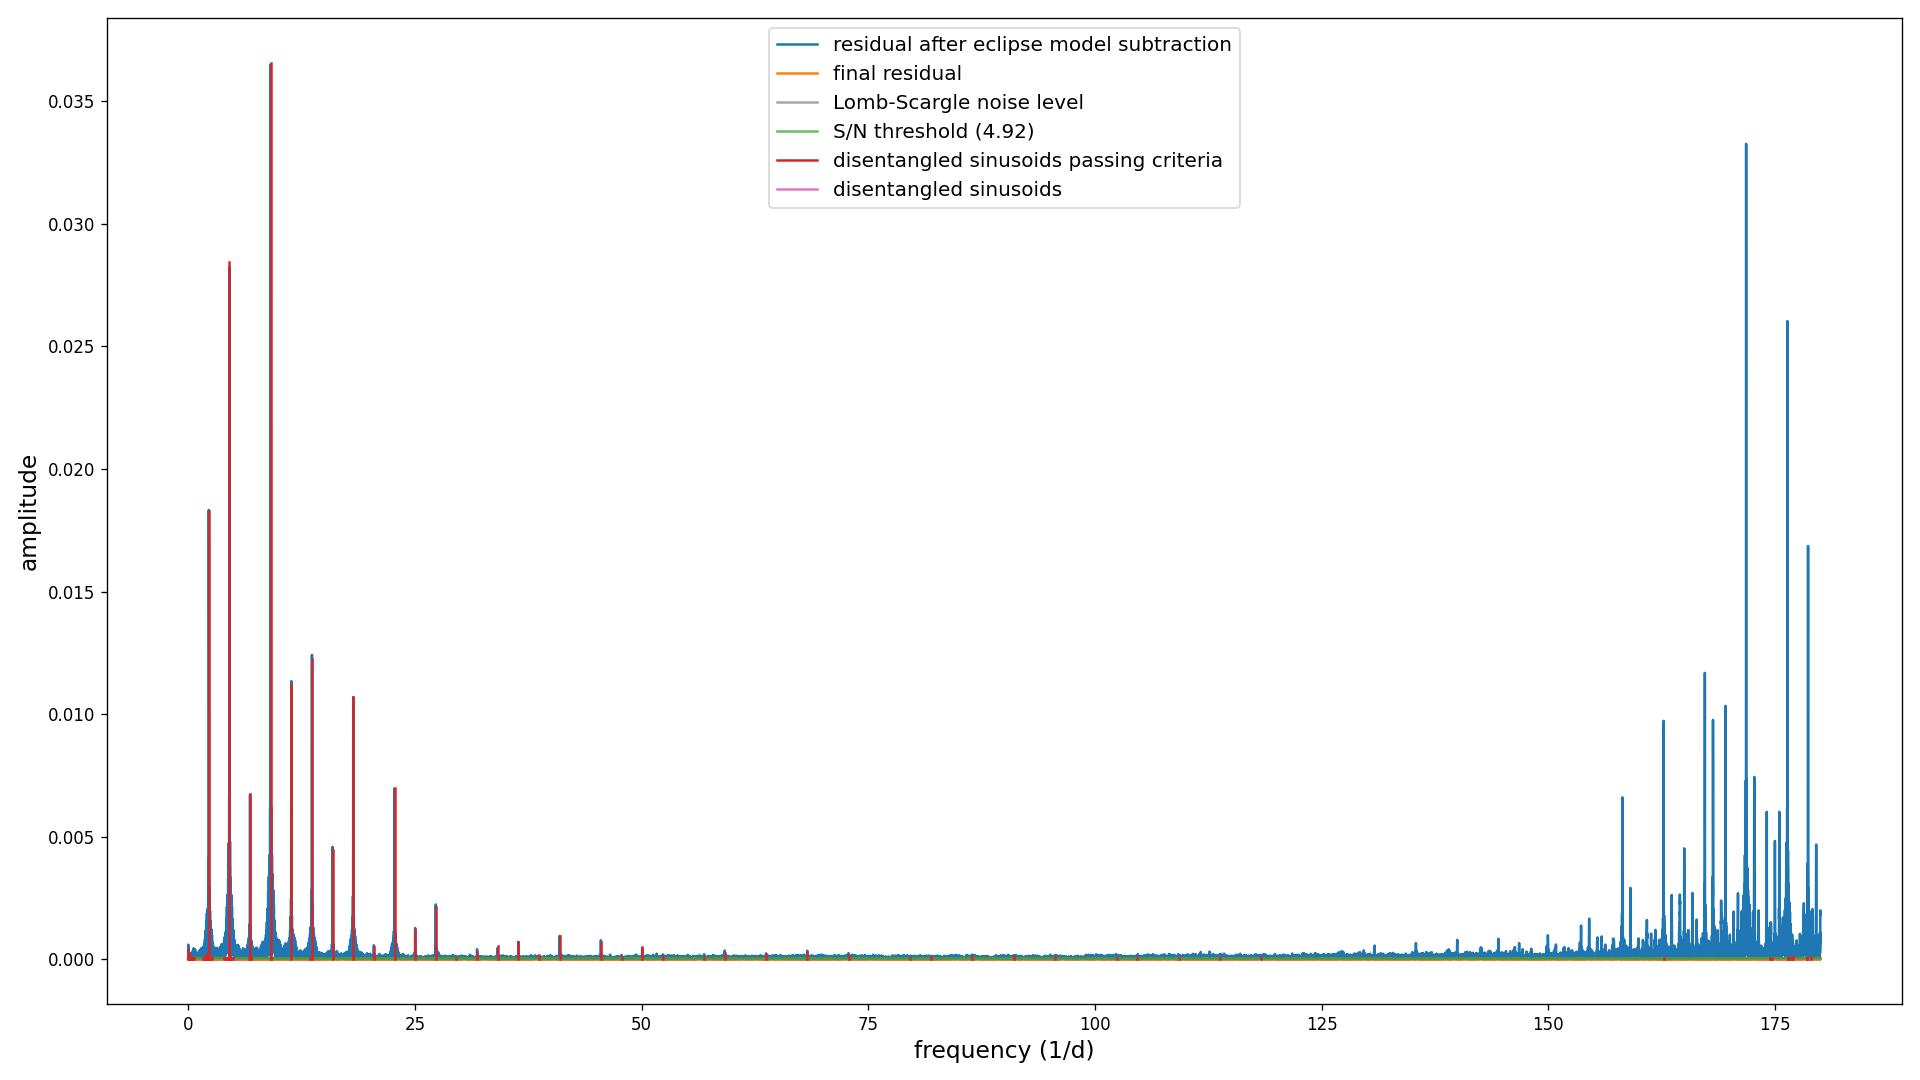 residual after eclipse model subtraction
final residual
Lomb-Scargle noise level
S/N threshold (4.92)
disentangled sinusoids passing criteria
disentangled sinusoids
amplitude
0.035
0.030
0.025
0.020
0.015
0.010
0.005
0.000
0 25 50 75 100 125 150 175
frequency (1/d)